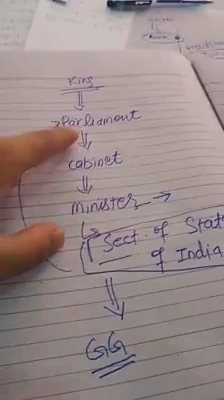 King
Parliament
cabinet
minister
Sect. of State
of India
GG